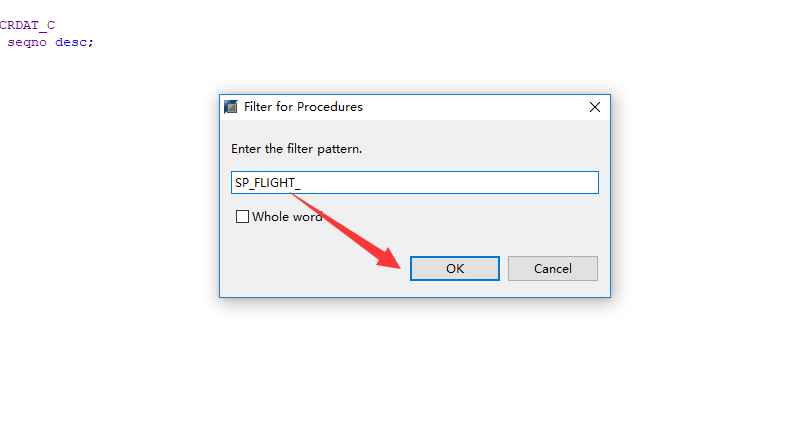 CRDAT_C
seqno desc;
Filter for Procedures
Enter the filter pattern.
SP_FLIGHT_
Whole word
OK
Cancel